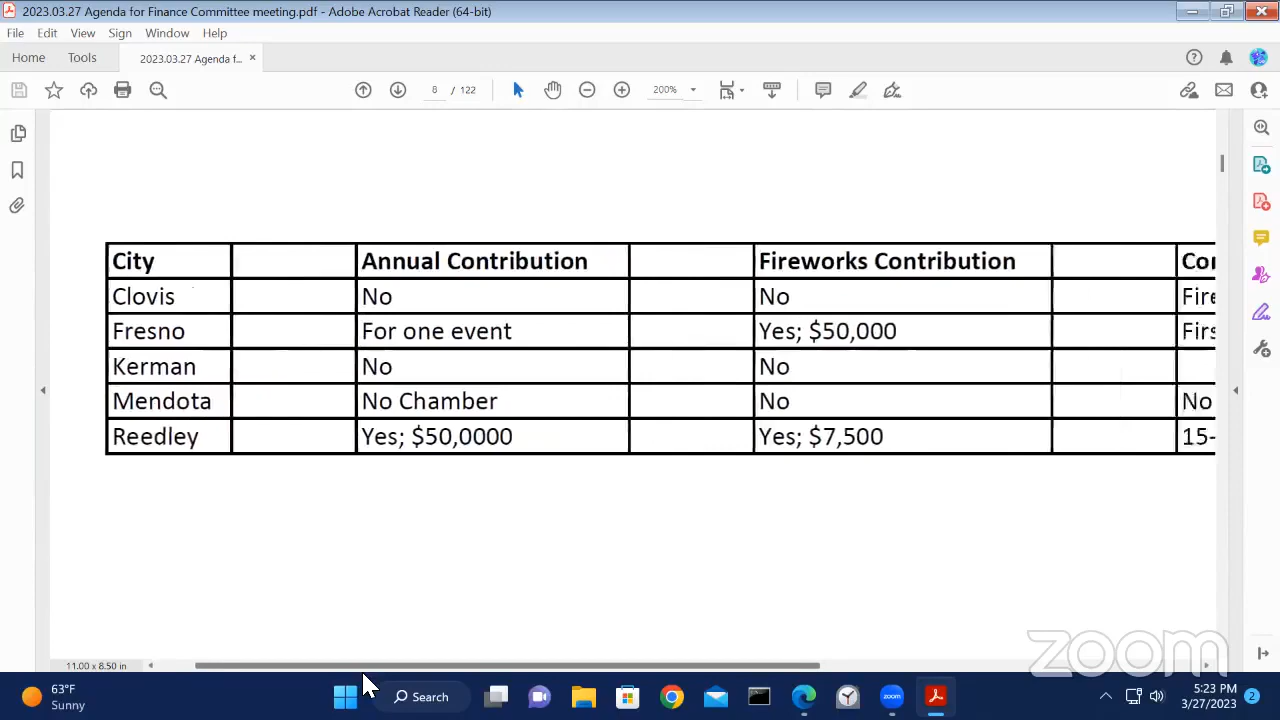 2023.03.27 Agenda for Finance Committee meeting.pdf - Adobe Acrobat Reader (64-bit)
File Edit View Sign Window Help
Home Tools 2023.03.27 Agenda f... ×
8 / 122 200%
City Annual Contribution Fireworks Contribution
Clovis No No
Fresno For one event Yes; $50,000
Kerman No No
Mendota No Chamber No No
Reedley Yes; $50,0000 Yes; $7,500 15-
11.00 x 8.50 in
zoom
63°F
Sunny
Search
zoom
5:23 PM
3/27/2023
2